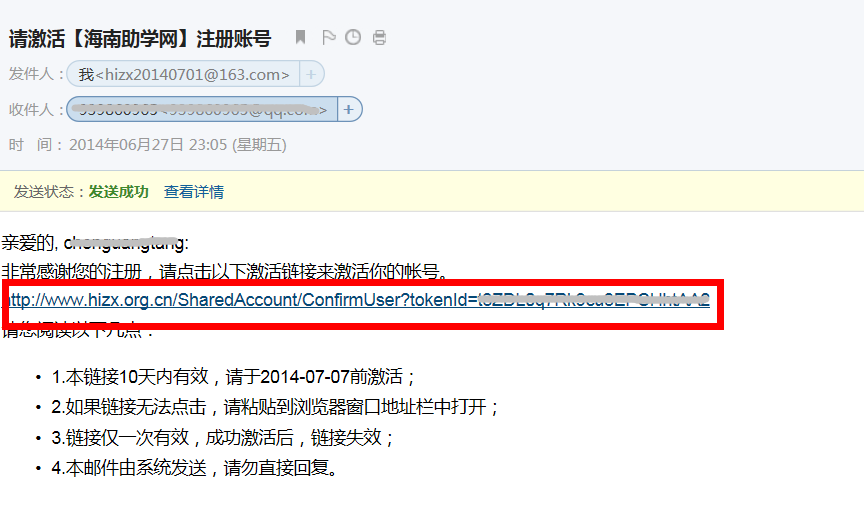 请激活【海南助学网】注册账号
发件人：我<hizx20140701@163.com> +
收件人： +
时 间：2014年06月27日 23:05 (星期五)
发送状态：发送成功 查看详情
亲爱的,
非常感谢您的注册，请点击以下激活链接来激活你的帐号。
http://www.hizx.org.cn/SharedAccount/ConfirmUser?tokenId=
请您阅读以下几点：
• 1.本链接10天内有效，请于2014-07-07前激活；
• 2.如果链接无法点击，请粘贴到浏览器窗口地址栏中打开；
• 3.链接仅一次有效，成功激活后，链接失效；
• 4.本邮件由系统发送，请勿直接回复。